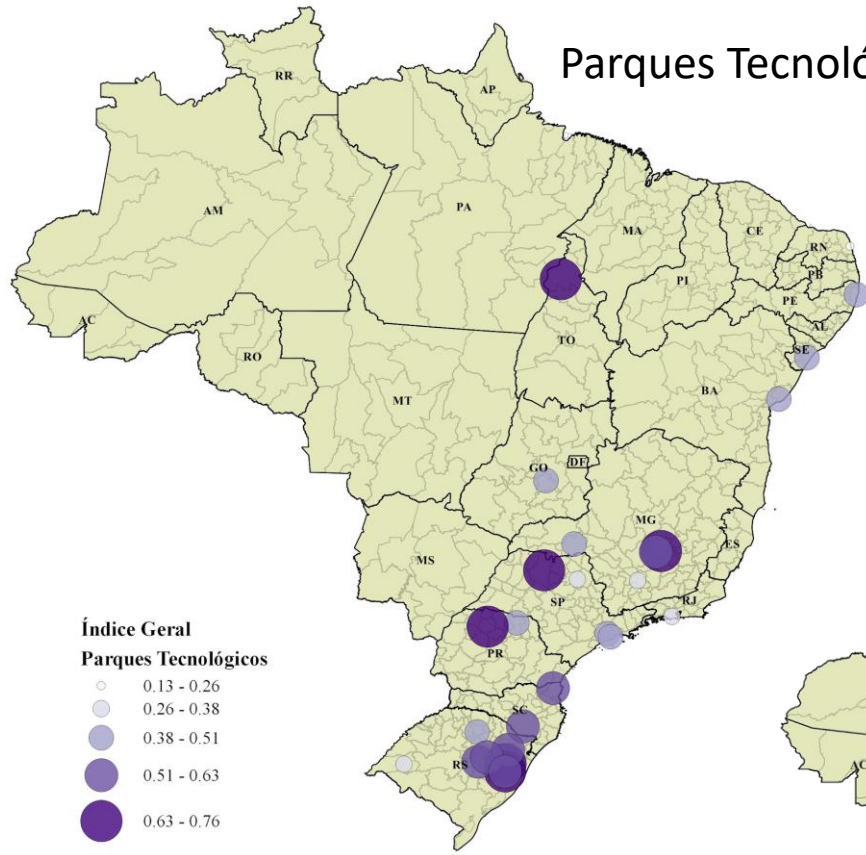 Parques Tecnoló
RR
AP
AM
PA
MA
CE
RN
PB
PI
PE
AL
AC
TO
SE
RO
BA
MT
GO
DF
MG
ES
MS
SP
RJ
PR
SC
RS
Índice Geral
Parques Tecnológicos
0.13 - 0.26
0.26 - 0.38
0.38 - 0.51
0.51 - 0.63
0.63 - 0.76
AC